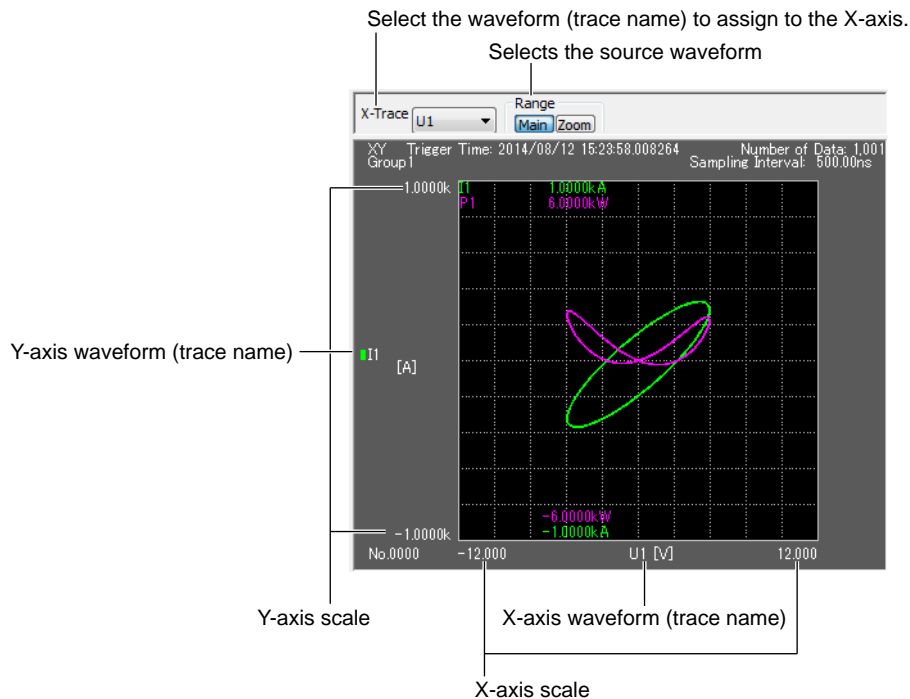 Select the waveform (trace name) to assign to the X-axis.
Selects the source waveform
X-Trace U1 Range
Main Zoom
XY Trigger Time: 2014/08/12 15:23:58.008264 Number of Data: 1,001
Group1 Sampling Interval: 500.00ns
1.0000k I1 1.0000kA
P1 6.0000kW
Y-axis waveform (trace name) I1
[A]
-6.0000kW
-1.0000k -1.0000kA
No.0000 -12.000 U1 [V] 12.000
Y-axis scale X-axis waveform (trace name)
X-axis scale